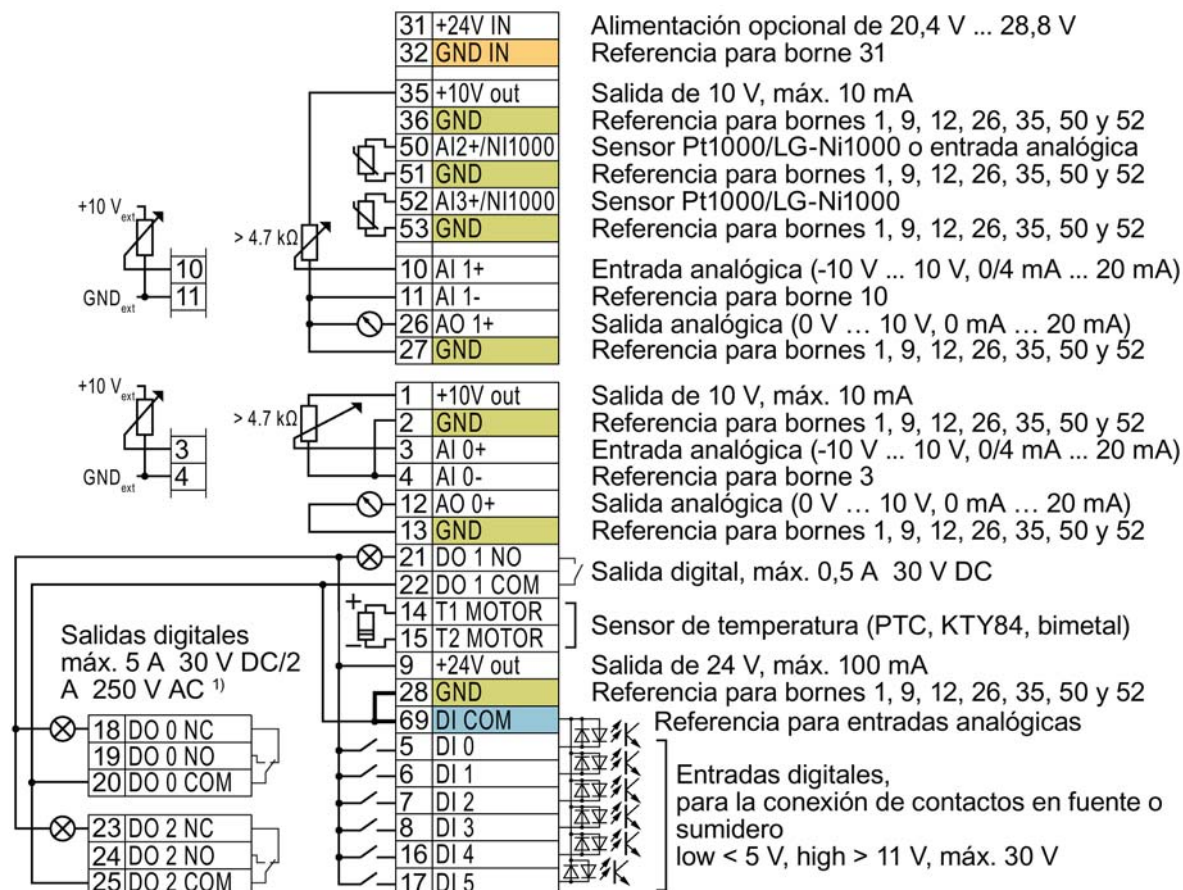 31 +24V IN Alimentación opcional de 20,4 V ... 28,8 V
32 GND IN Referencia para borne 31
35 +10V out Salida de 10 V, máx. 10 mA
36 GND Referencia para bornes 1, 9, 12, 26, 35, 50 y 52
50 AI2+/NI1000 Sensor Pt1000/LG-Ni1000 o entrada analógica
51 GND Referencia para bornes 1, 9, 12, 26, 35, 50 y 52
52 AI3+/NI1000 Sensor Pt1000/LG-Ni1000
53 GND Referencia para bornes 1, 9, 12, 26, 35, 50 y 52
+10 Vext
> 4.7 kΩ
10
GNDext 11
10 AI 1+ Entrada analógica (-10 V ... 10 V, 0/4 mA ... 20 mA)
11 AI 1- Referencia para borne 10
26 AO 1+ Salida analógica (0 V … 10 V, 0 mA … 20 mA)
27 GND Referencia para bornes 1, 9, 12, 26, 35, 50 y 52
+10 Vext
> 4.7 kΩ
3
GNDext 4
1 +10V out Salida de 10 V, máx. 10 mA
2 GND Referencia para bornes 1, 9, 12, 26, 35, 50 y 52
3 AI 0+ Entrada analógica (-10 V ... 10 V, 0/4 mA ... 20 mA)
4 AI 0- Referencia para borne 3
12 AO 0+ Salida analógica (0 V … 10 V, 0 mA … 20 mA)
13 GND Referencia para bornes 1, 9, 12, 26, 35, 50 y 52
21 DO 1 NO
22 DO 1 COM
Salida digital, máx. 0,5 A 30 V DC
+
14 T1 MOTOR
−
15 T2 MOTOR
Sensor de temperatura (PTC, KTY84, bimetal)
9 +24V out Salida de 24 V, máx. 100 mA
28 GND Referencia para bornes 1, 9, 12, 26, 35, 50 y 52
69 DI COM Referencia para entradas analógicas
5 DI 0
6 DI 1
7 DI 2
8 DI 3
16 DI 4
17 DI 5
Entradas digitales,
para la conexión de contactos en fuente o
sumidero
low < 5 V, high > 11 V, máx. 30 V
Salidas digitales
máx. 5 A 30 V DC/2
A 250 V AC 1)
18 DO 0 NC
19 DO 0 NO
20 DO 0 COM
23 DO 2 NC
24 DO 2 NO
25 DO 2 COM